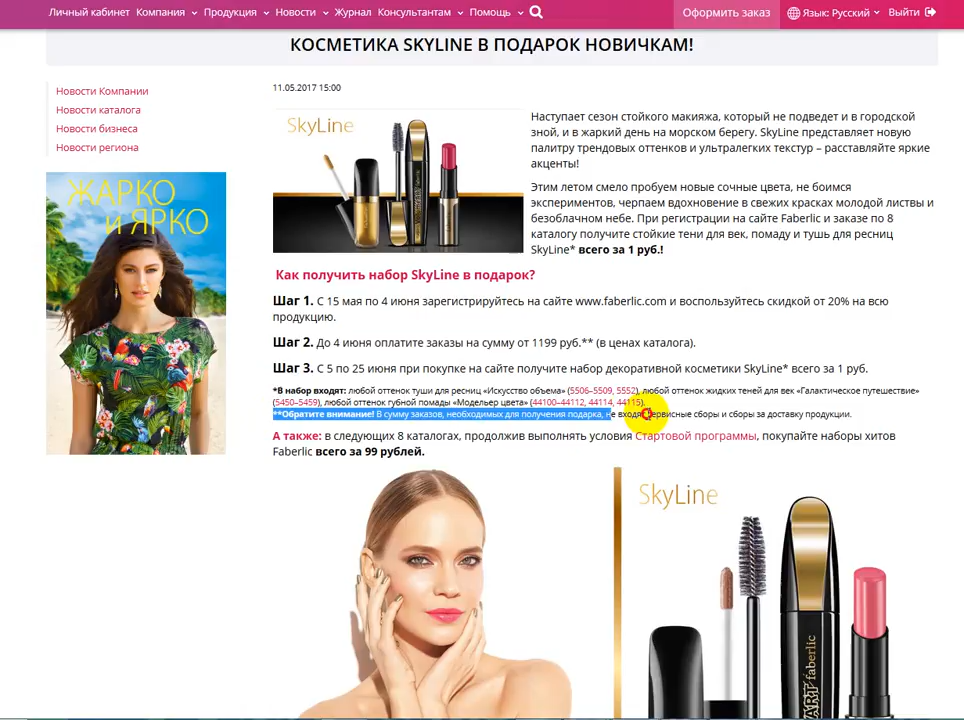 Личный кабинет Компания Продукция Новости Журнал Консультантам Помощь Оформить заказ Язык: Русский Выйти
КОСМЕТИКА SKYLINE В ПОДАРОК НОВИЧКАМ!
Новости Компании
Новости каталога
Новости бизнеса
Новости региона
ЖАРКО
и ЯРКО
11.05.2017 15:00
SkyLine
Наступает сезон стойкого макияжа, который не подведет и в городской
зной, и в жаркий день на морском берегу. SkyLine представляет новую
палитру трендовых оттенков и ультралегких текстур – расставляйте яркие
акценты!
Этим летом смело пробуем новые сочные цвета, не боимся
экспериментов, черпаем вдохновение в свежих красках молодой листвы и
безоблачном небе. При регистрации на сайте Faberlic и заказе по 8
каталогу получите стойкие тени для век, помаду и тушь для ресниц
SkyLine* всего за 1 руб.!
Как получить набор SkyLine в подарок?
Шаг 1. С 15 мая по 4 июня зарегистрируйтесь на сайте www.faberlic.com и воспользуйтесь скидкой от 20% на всю
продукцию.
Шаг 2. До 4 июня оплатите заказы на сумму от 1199 руб.** (в ценах каталога).
Шаг 3. С 5 по 25 июня при покупке на сайте получите набор декоративной косметики SkyLine* всего за 1 руб.
*В набор входят: любой оттенок туши для ресниц «Искусство объема» (5506–5509, 5552), любой оттенок жидких теней для век «Галактическое путешествие»
(5450–5459), любой оттенок губной помады «Модельер цвета» (44100–44112, 44114, 44115).
**Обратите внимание! В сумму заказов, необходимых для получения подарка, не входят сервисные сборы и сборы за доставку продукции.
А также: в следующих 8 каталогах, продолжив выполнять условия Стартовой программы, покупайте наборы хитов
Faberlic всего за 99 рублей.
SkyLine
ART faberlic